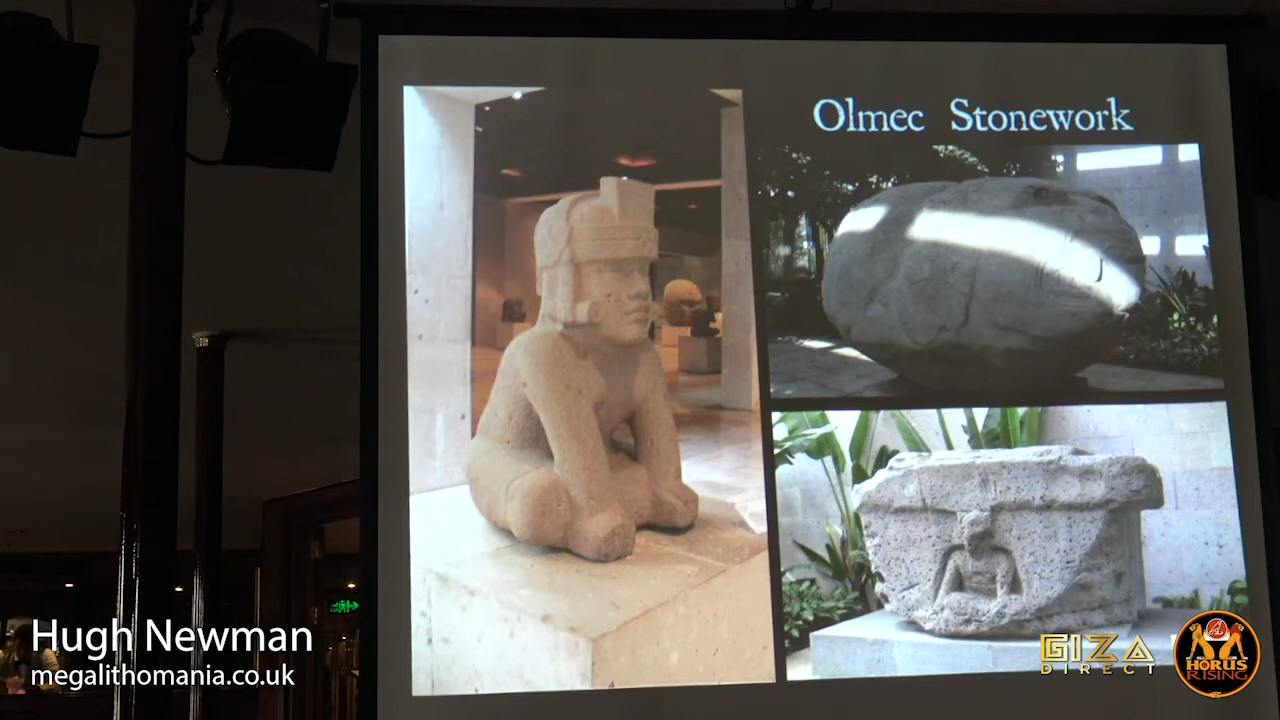 Olmec Stonework
Hugh Newman
megalithomania.co.uk
GIZA
DIRECT
HORUS
RISING